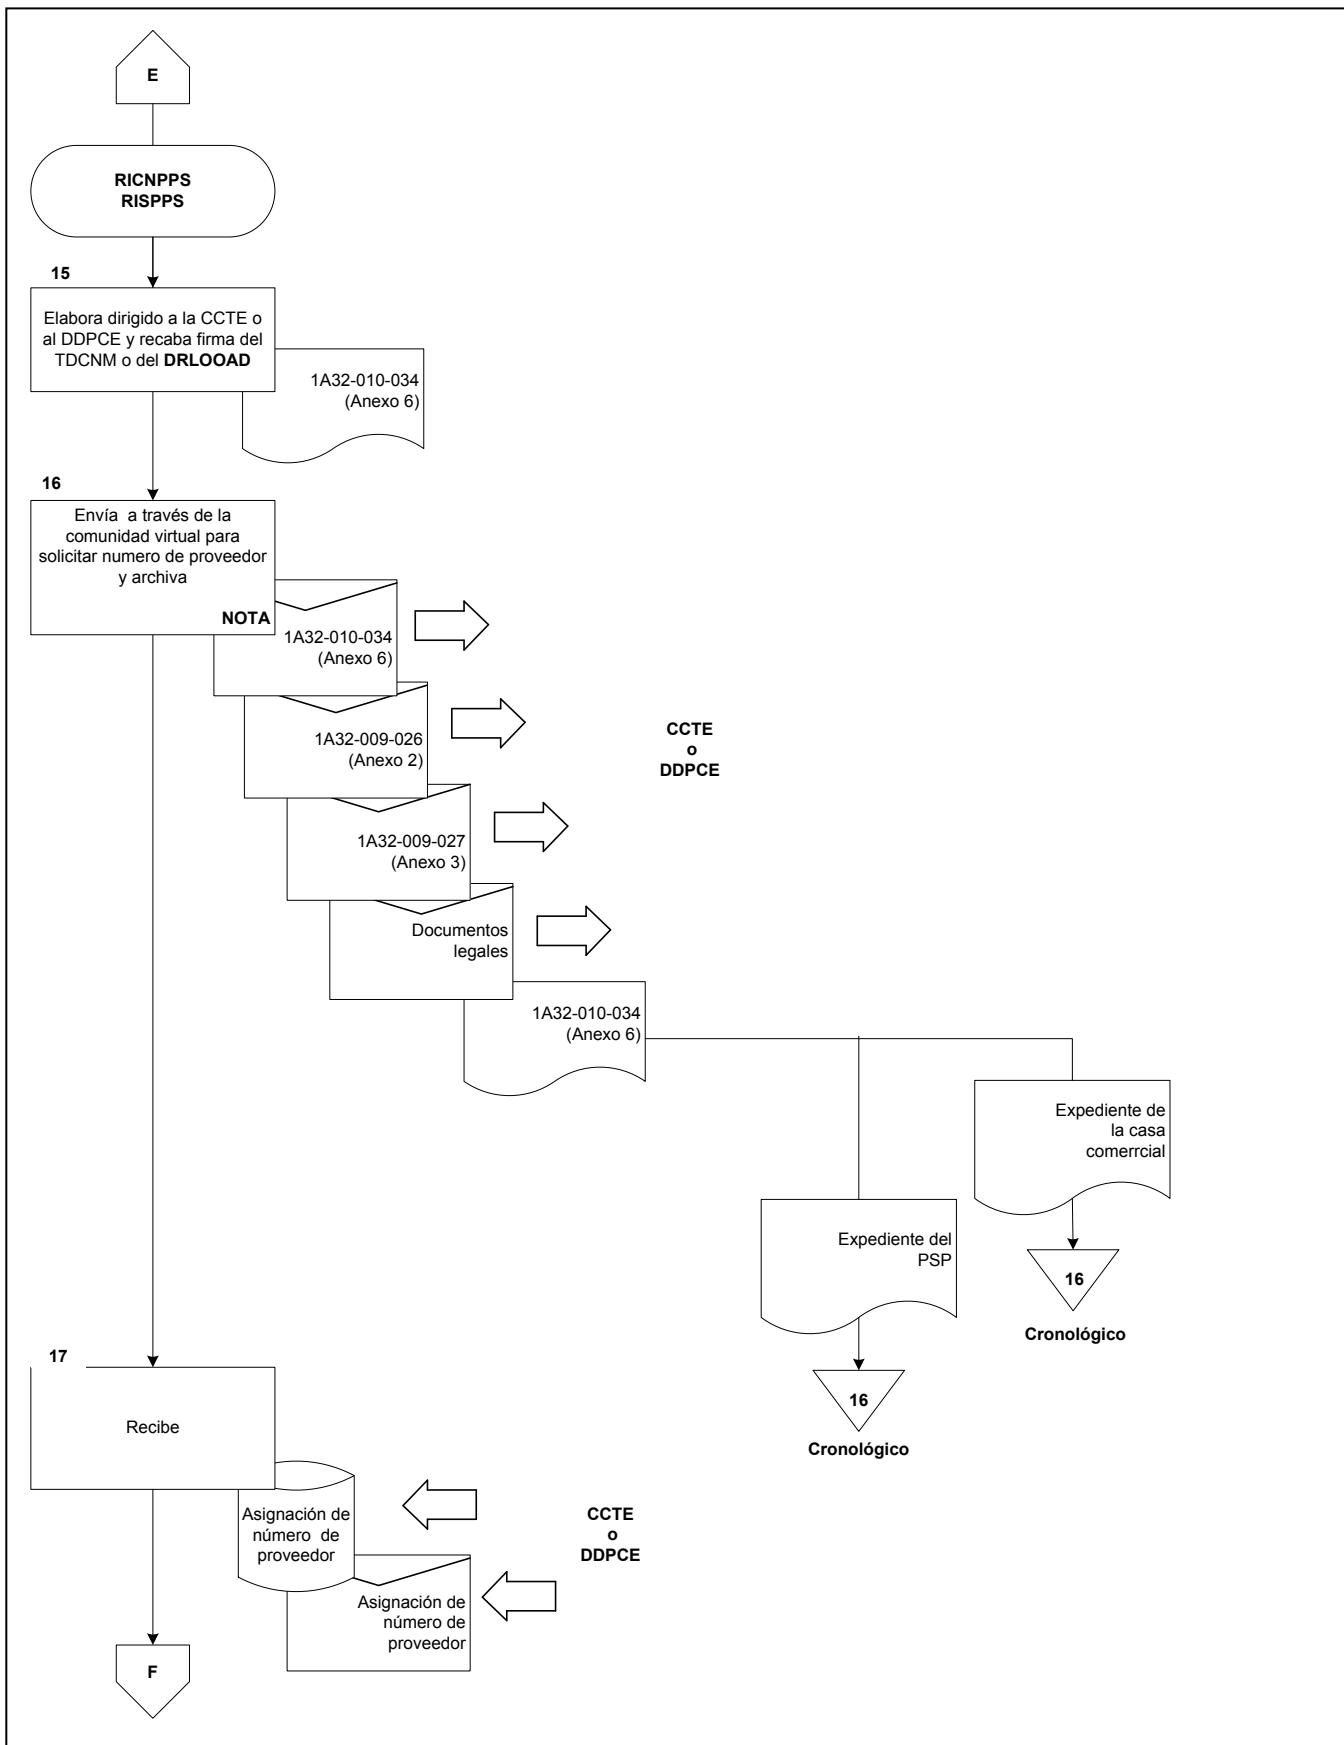 E
RICNPPS
RISPPS
15
Elabora dirigido a la CCTE o
al DDPCE y recaba firma del
TDCNM o del DRLOOAD
1A32-010-034
(Anexo 6)
16
Envía a través de la
comunidad virtual para
solicitar numero de proveedor
y archiva
NOTA
1A32-010-034
(Anexo 6)
1A32-009-026
(Anexo 2)
CCTE
o
DDPCE
1A32-009-027
(Anexo 3)
Documentos
legales
1A32-010-034
(Anexo 6)
Expediente de
la casa
comerrcial
Expediente del
PSP
16
Cronológico
16
Cronológico
17
Recibe
Asignación de
número de
proveedor
CCTE
o
DDPCE
Asignación de
número de
proveedor
F